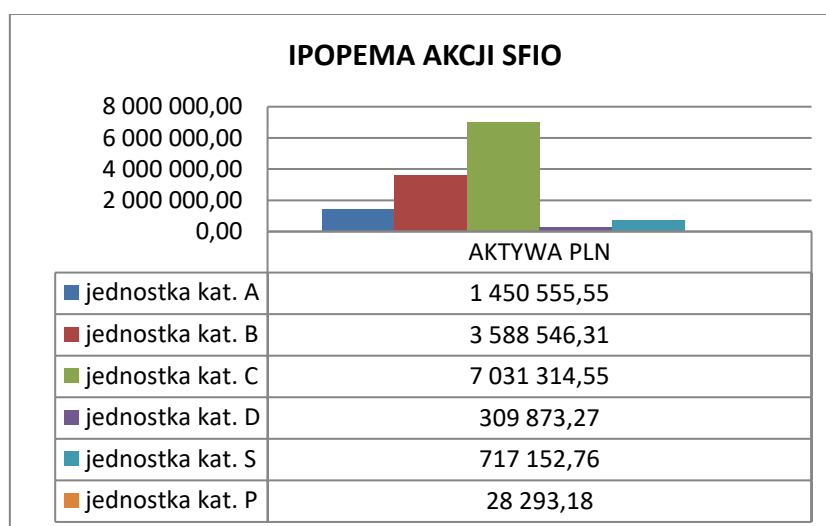 IPOPEMA AKCJI SFIO
8 000 000,00
6 000 000,00
4 000 000,00
2 000 000,00
0,00
AKTYWA PLN
jednostka kat. A 1 450 555,55
jednostka kat. B 3 588 546,31
jednostka kat. C 7 031 314,55
jednostka kat. D 309 873,27
jednostka kat. S 717 152,76
jednostka kat. P 28 293,18